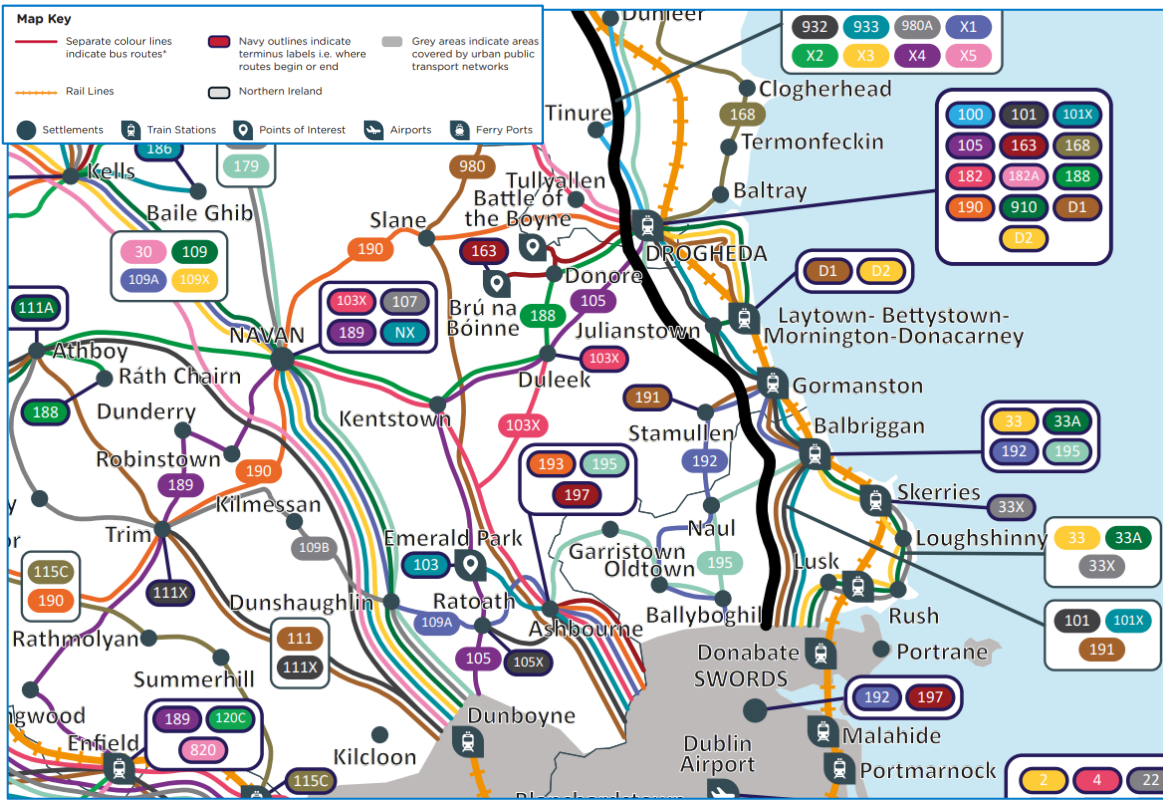 Map Key
Separate colour lines
indicate bus routes*
Navy outlines indicate
terminus labels i.e. where
routes begin or end
Grey areas indicate areas
covered by urban public
transport networks
Rail Lines
Northern Ireland
Settlements
Train Stations
Points of Interest
Airports
Ferry Ports
Dunleer
932 933 980A X1
X2 X3 X4 X5
Clogherhead
Tinure
168
Termonfeckin
100 101 101X
105 163 168
182 182A 188
190 910 D1
D2
186
179
980
Kells
Baile Ghib
Tullyallen
Baltray
Battle of
the Boyne
Slane
190
DROGHEDA
30 109
109A 109X
163
Donore
D1 D2
Brú na
Bóinne
105
111A
103X 107
189 NX
188
Julianstown
Laytown- Bettystown-
Mornington-Donacarney
NAVAN
Athboy
103X
Ráth Chairn
Duleek
Gormanston
188
Dunderry
Kentstown
191
103X
Stamullen
Balbriggan
33 33A
192 195
Robinstown
190
192
193 195
197
189
Kilmessan
Skerries
33X
Trim
Naul
Emerald Park
Garristown
Loughshinny
33 33A
33X
109B
Oldtown
195
Lusk
103
115C
190
111X
Dunshaughlin
Ratoath
109A
Ballyboghil
Rush
Ashbourne
101 101X
191
Rathmolyan
111
111X
105
105X
Donabate
Portrane
Summerhill
SWORDS
192 197
189 120C
820
Dunboyne
Malahide
Enfield
Kilcloon
Dublin
Airport
Portmarnock
115C
2 4 22